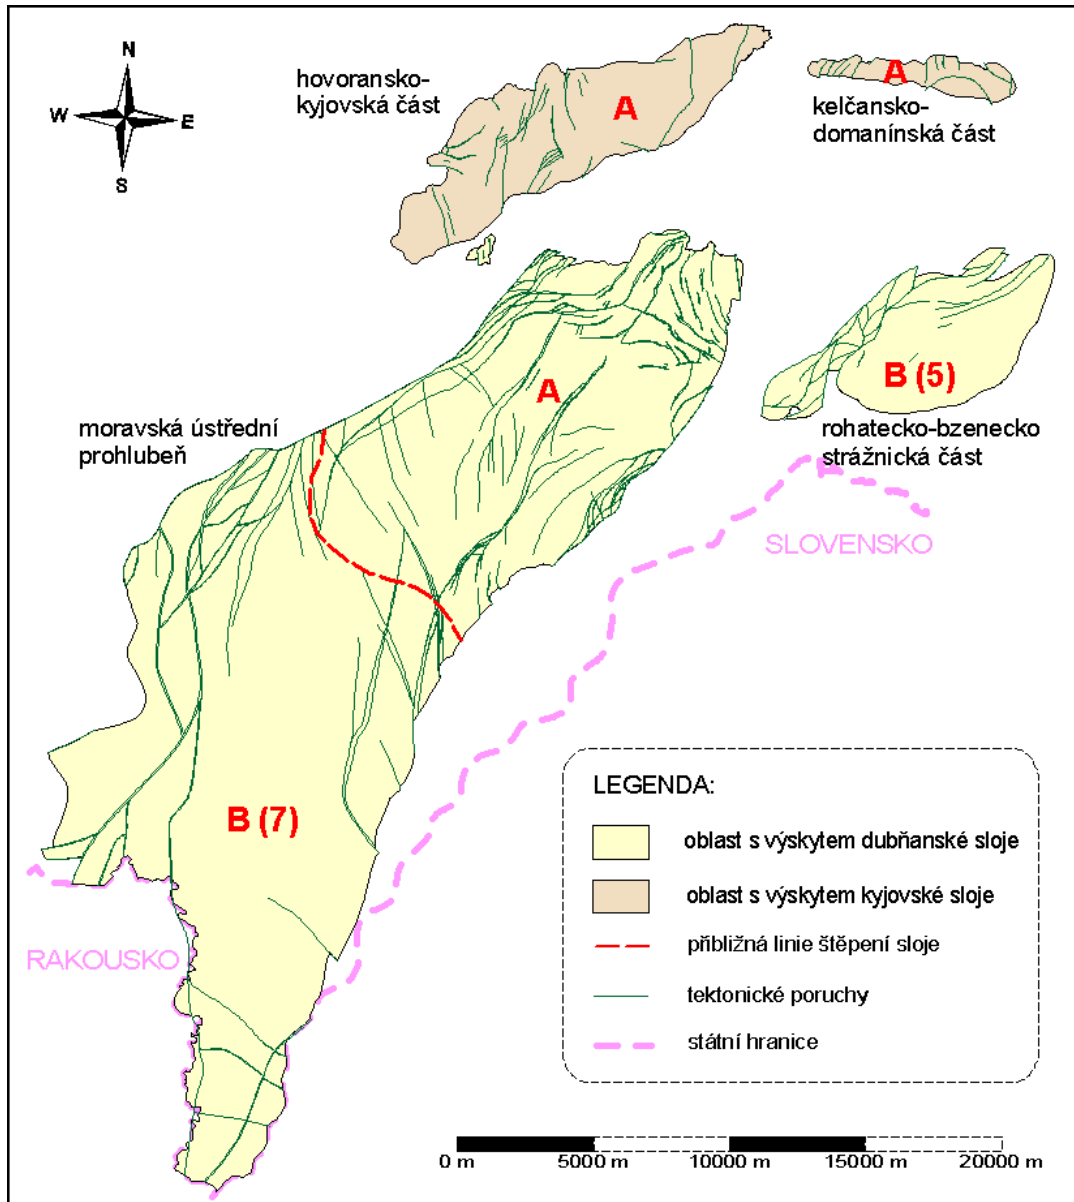 N
W
E
S
hovoransko-
kyjovská část
A
A
kelčansko-
domanínská část
A
B (5)
moravská ústřední
prohlubeň
rohatecko-bzenecko
strážnická část
SLOVENSKO
B (7)
RAKOUSKO
LEGENDA:
oblast s výskytem dubňanské sloje
oblast s výskytem kyjovské sloje
přibližná linie štěpení sloje
tektonické poruchy
státní hranice
0 m
5000 m
10000 m
15000 m
20000 m